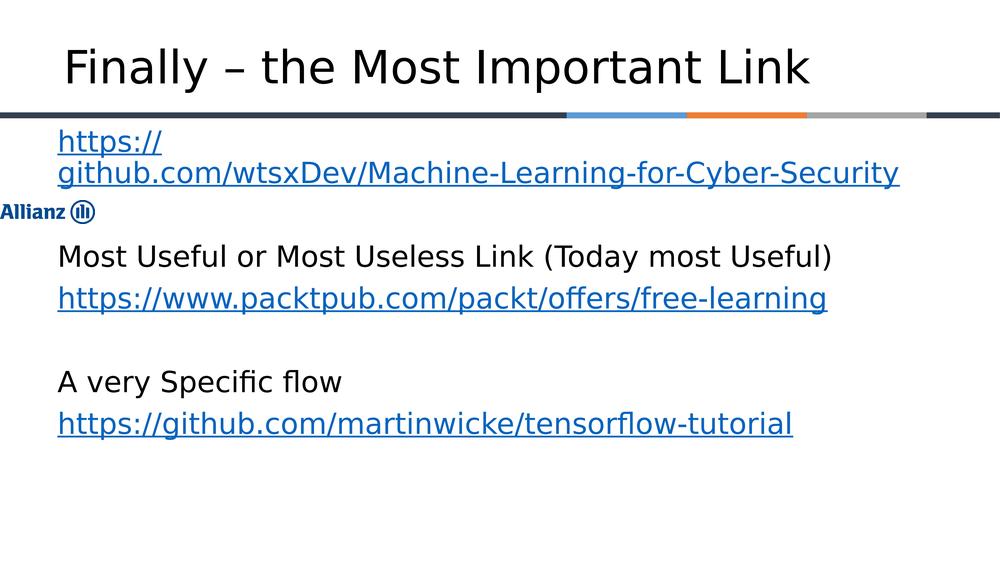 Finally – the Most Important Link
https://
github.com/wtsxDev/Machine-Learning-for-Cyber-Security
Allianz
Most Useful or Most Useless Link (Today most Useful)
https://www.packtpub.com/packt/offers/free-learning
A very Specific flow
https://github.com/martinwicke/tensorflow-tutorial